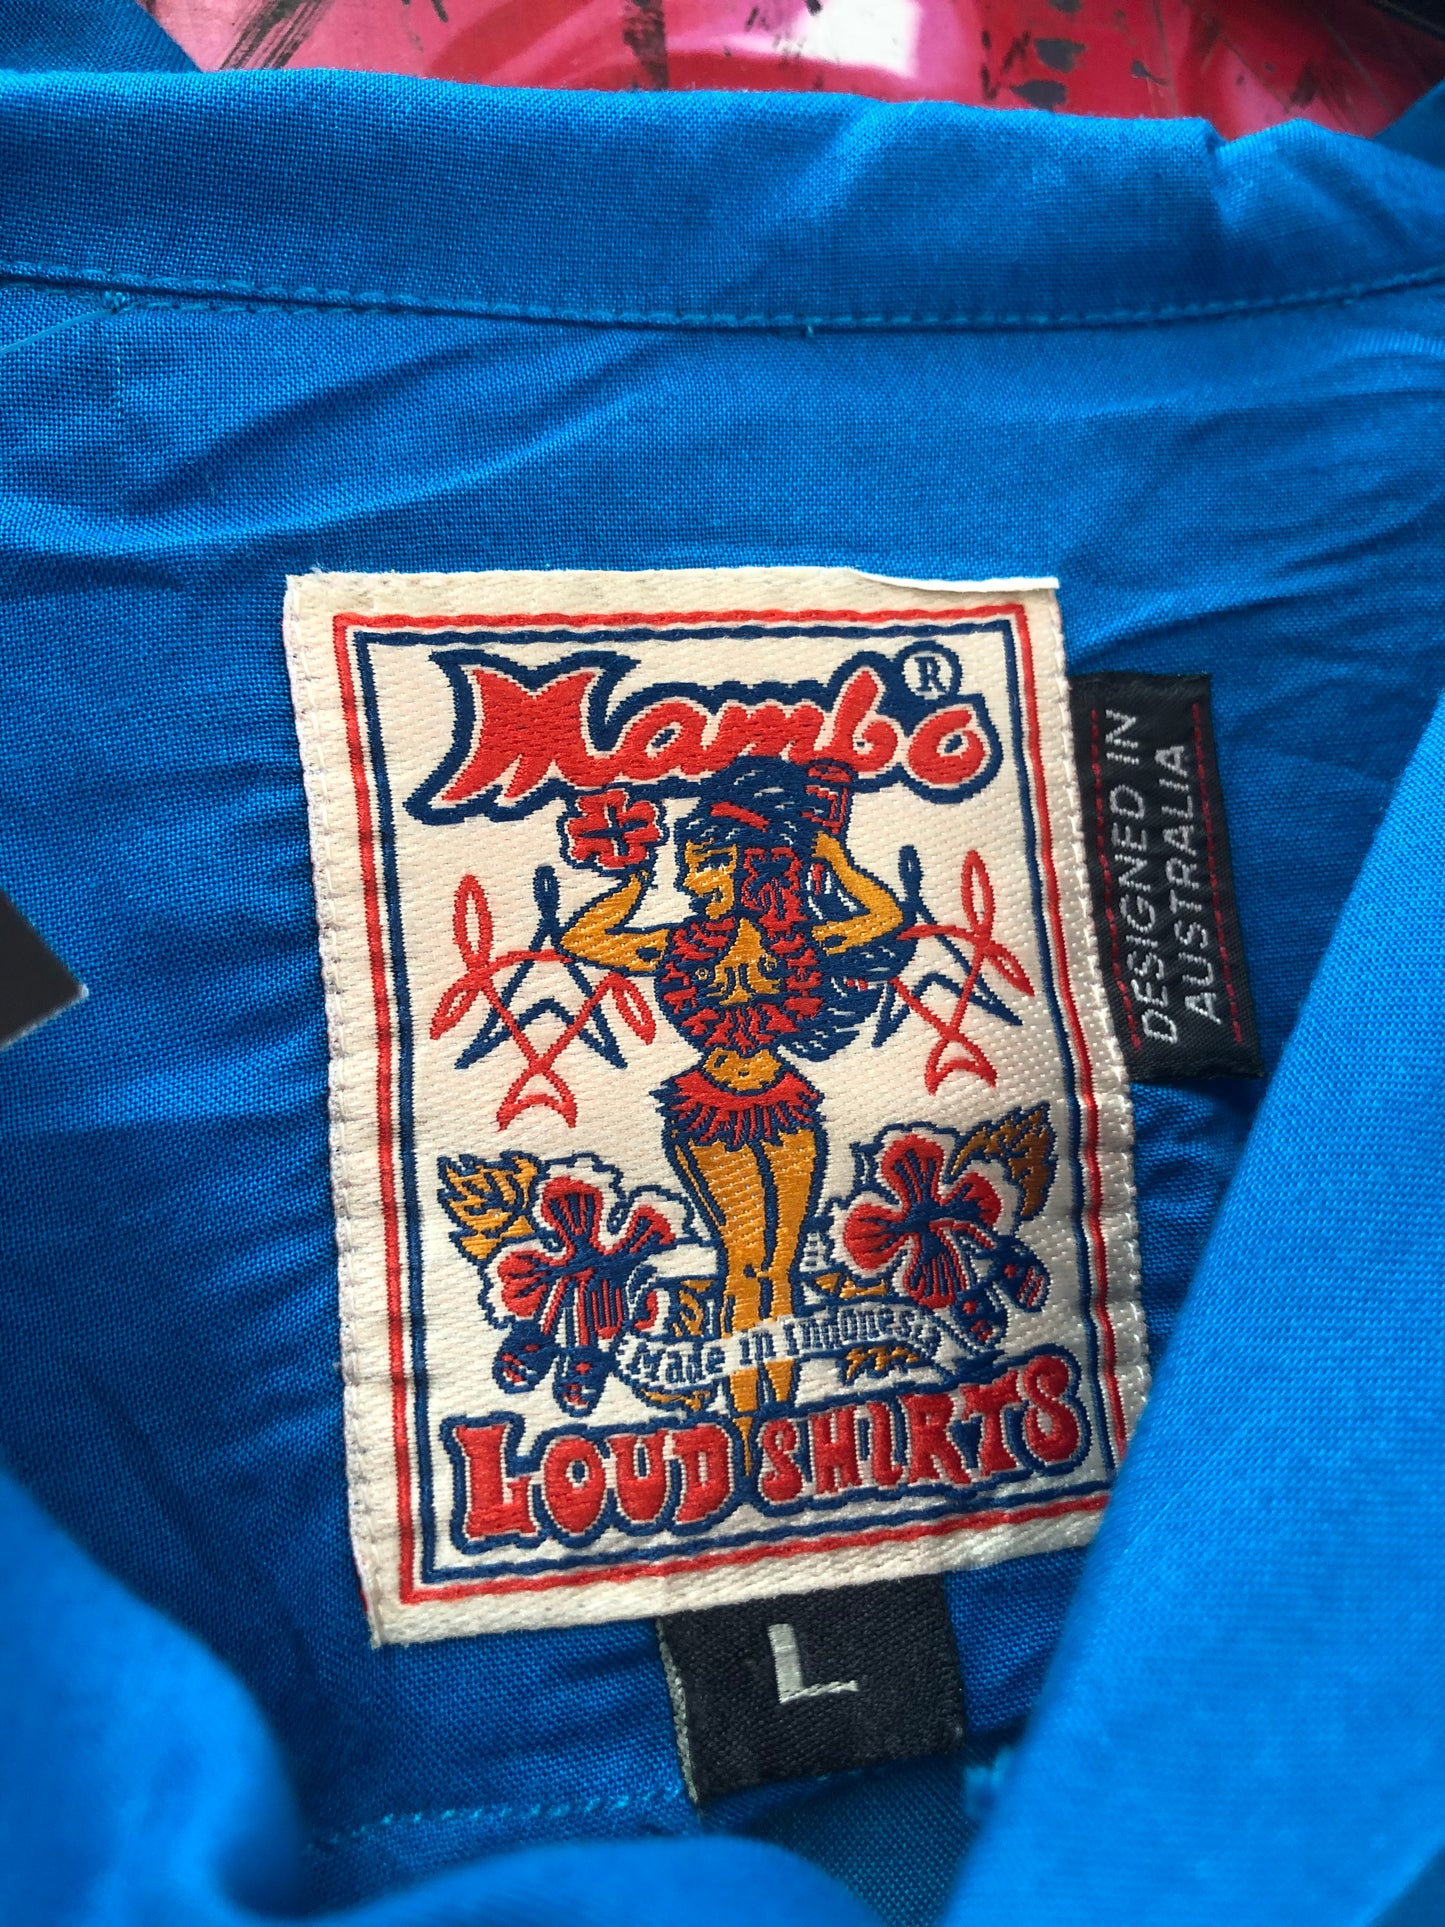 Mambo ®
DESIGNED IN
AUSTRALIA
Made in Indonesia
LOUD SHIRTS
L